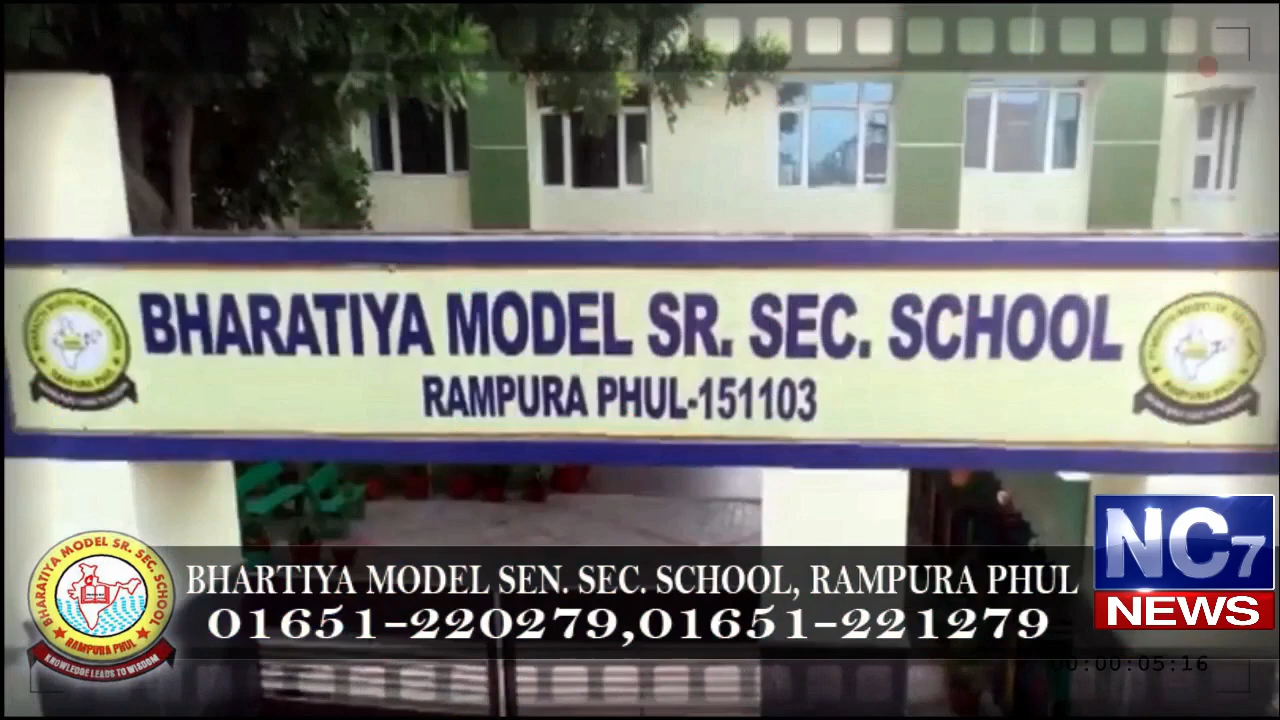 BHARATIYA MODEL SR. SEC. SCHOOL
RAMPURA PHUL-151103
BHARATIYA MODEL SR. SEC. SCHOOL
RAMPURA PHUL
KNOWLEDGE LEADS TO WISDOM
BHARTIYA MODEL SEN. SEC. SCHOOL, RAMPURA PHUL
01651-220279,01651-221279
NC7
NEWS
00:00:05:16